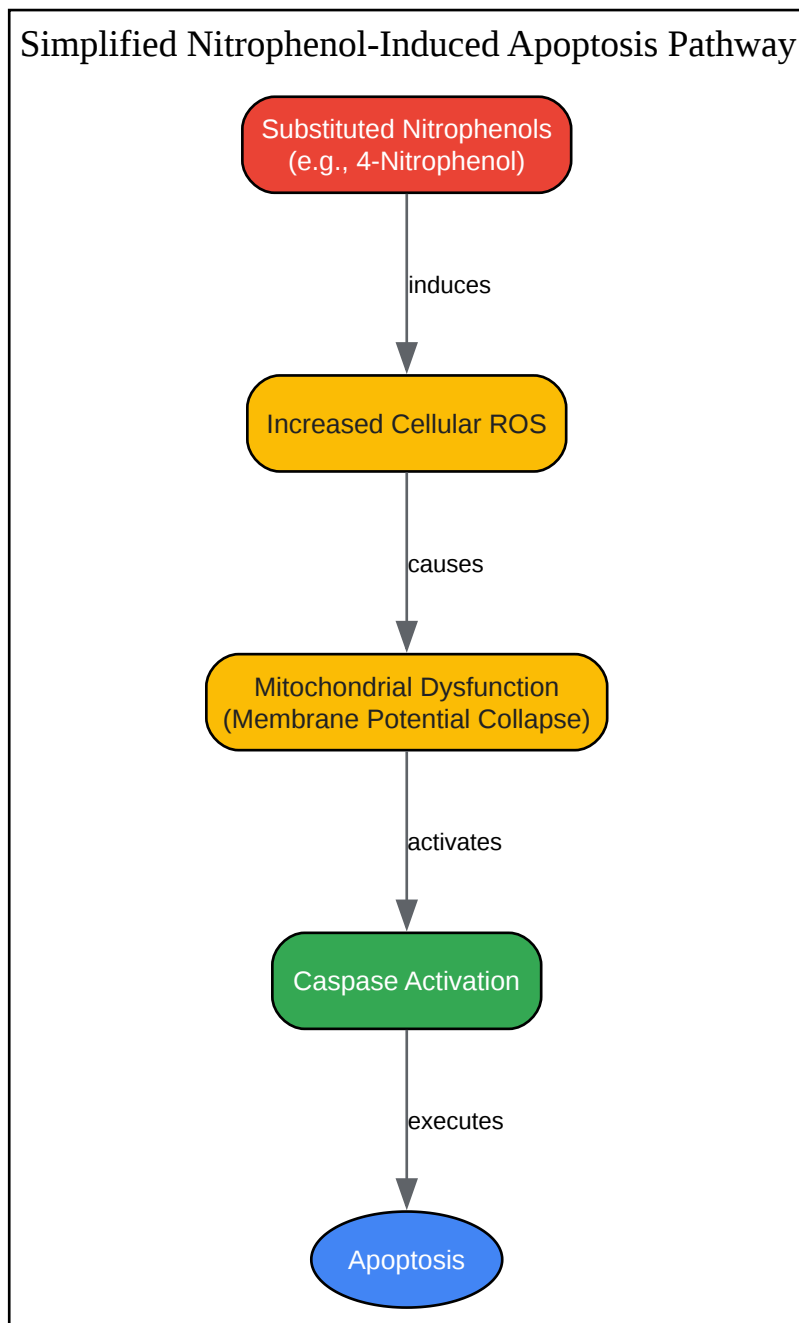 Simplified Nitrophenol-Induced Apoptosis Pathway
Substituted Nitrophenols
(e.g., 4-Nitrophenol)
induces
Increased Cellular ROS
causes
Mitochondrial Dysfunction
(Membrane Potential Collapse)
activates
Caspase Activation
executes
Apoptosis